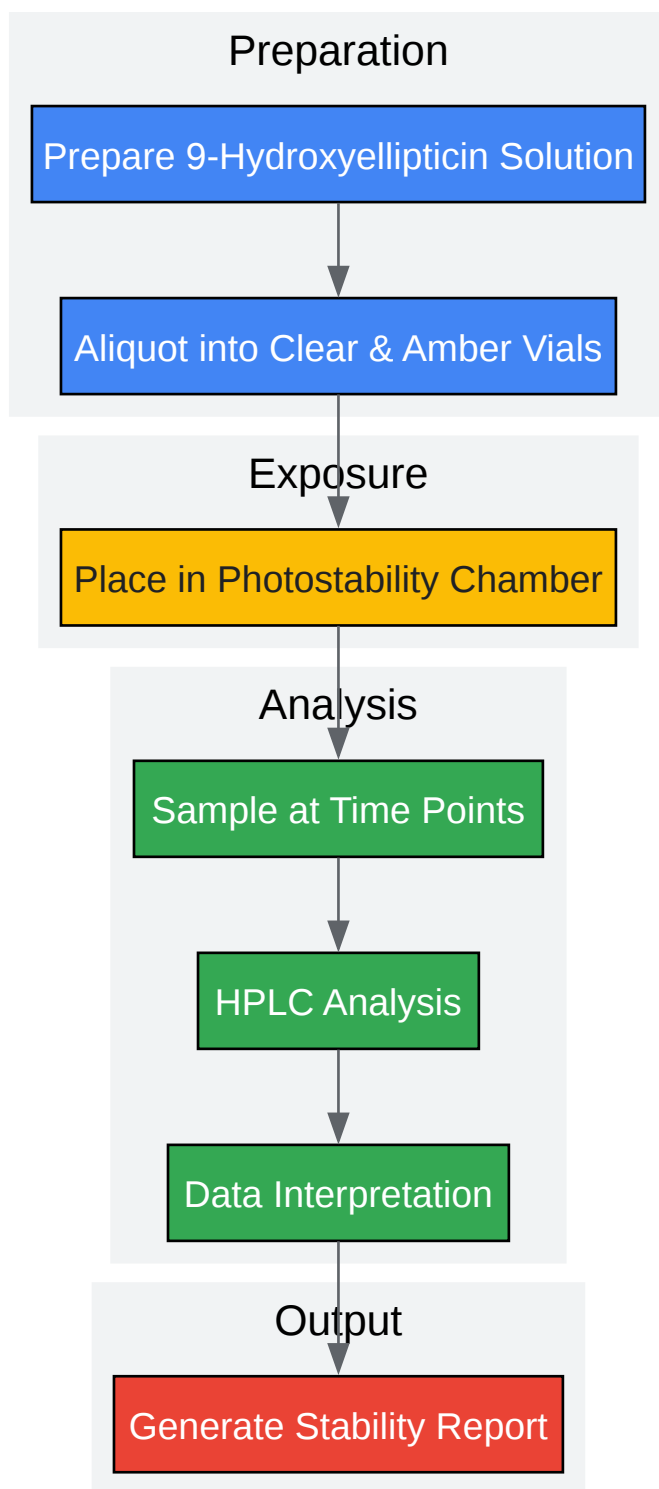 Preparation
Prepare 9-Hydroxyellipticin Solution
Aliquot into Clear & Amber Vials
Exposure
Place in Photostability Chamber
Analysis
Sample at Time Points
HPLC Analysis
Data Interpretation
Output
Generate Stability Report